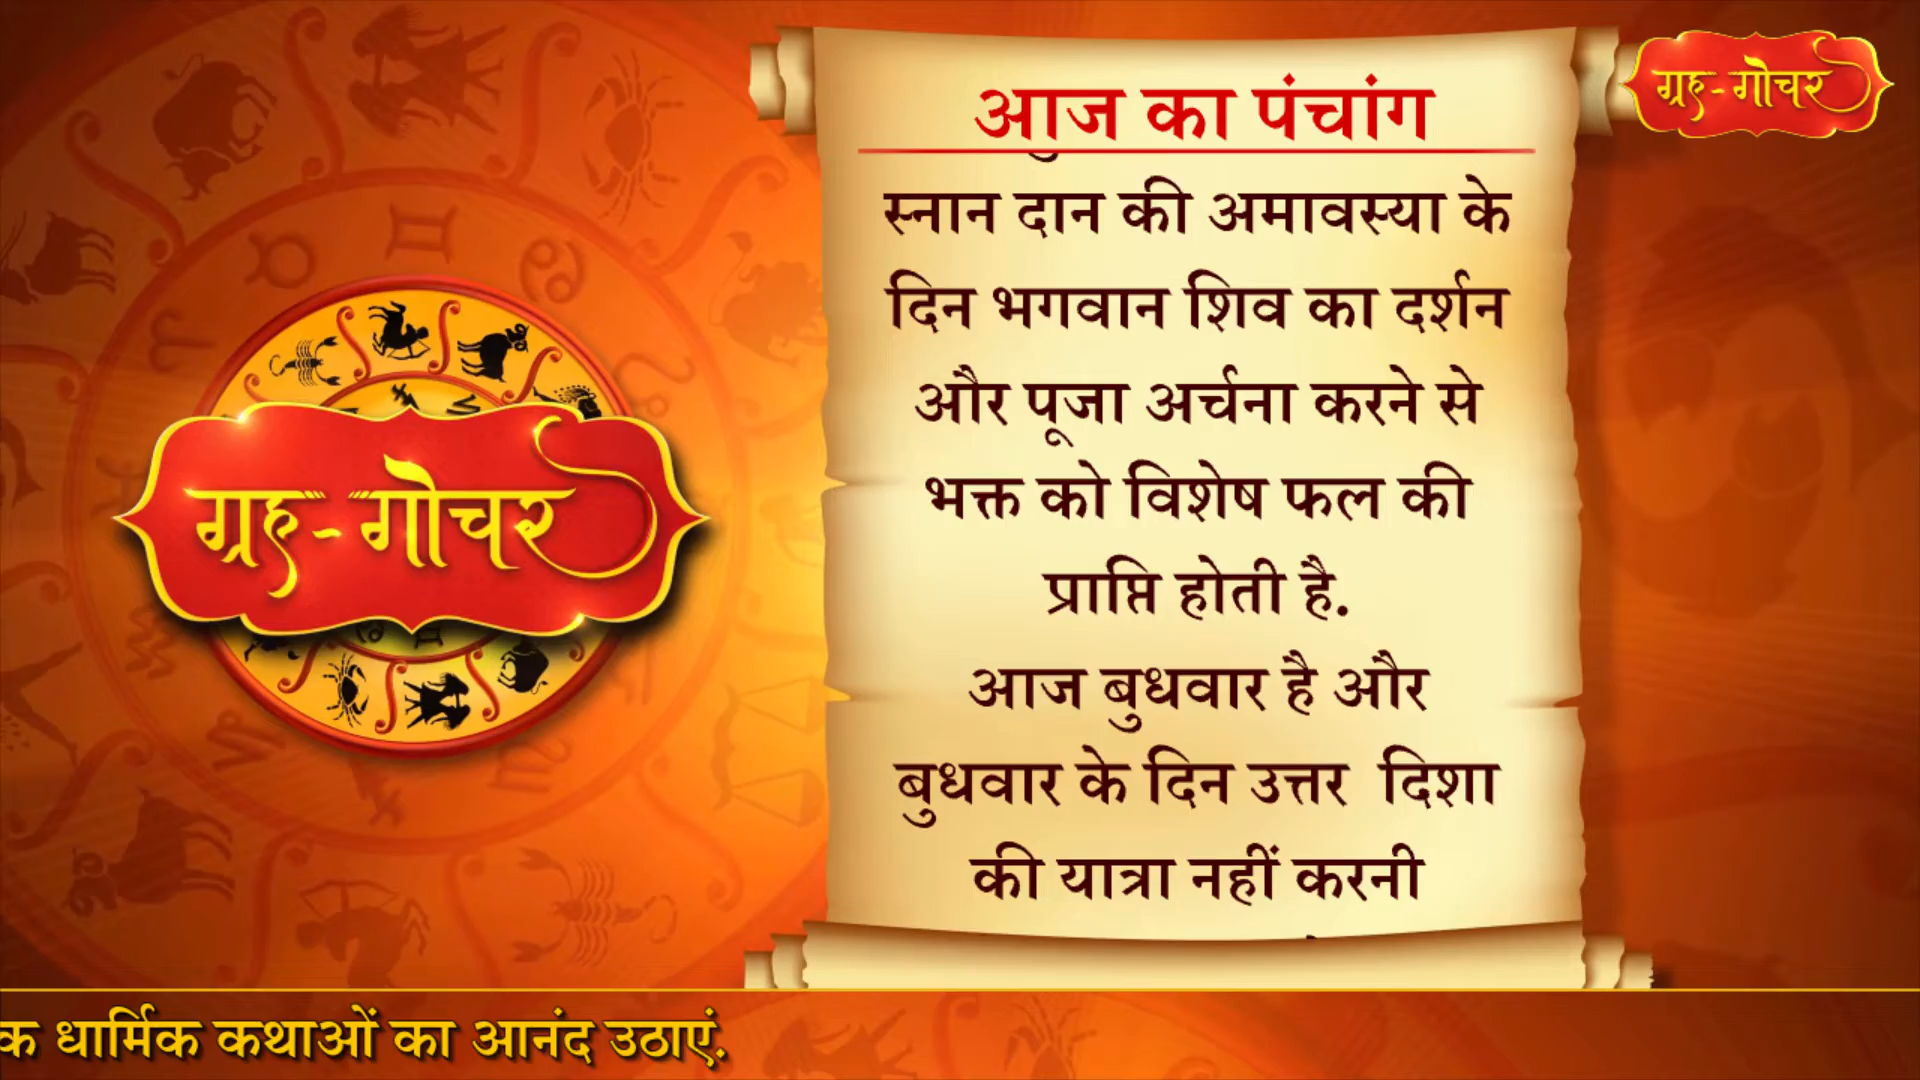 आज का पंचांग
ग्रह-गोचर
स्नान दान की अमावस्या के
दिन भगवान शिव का दर्शन
और पूजा अर्चना करने से
भक्त को विशेष फल की
प्राप्ति होती है.
आज बुधवार है और
बुधवार के दिन उत्तर दिशा
की यात्रा नहीं करनी
ग्रह-गोचर
क धार्मिक कथाओं का आनंद उठाएं.